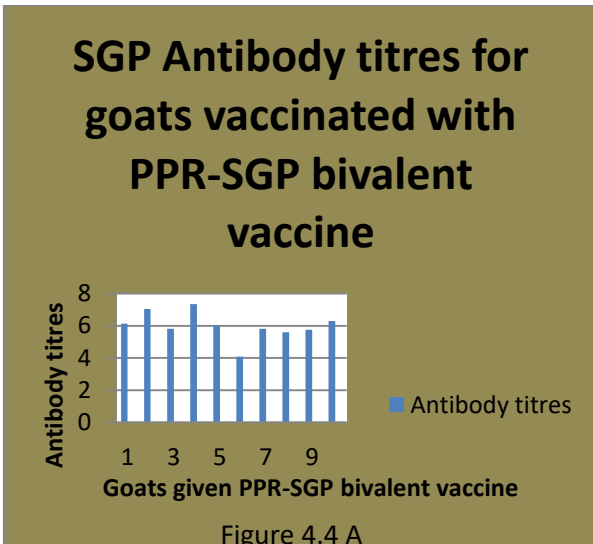 SGP Antibody titres for
goats vaccinated with
PPR-SGP bivalent
vaccine
Antibody titres
8
6
4
2
0
1 3 5 7 9
Goats given PPR-SGP bivalent vaccine
Antibody titres
Figure 4.4 A